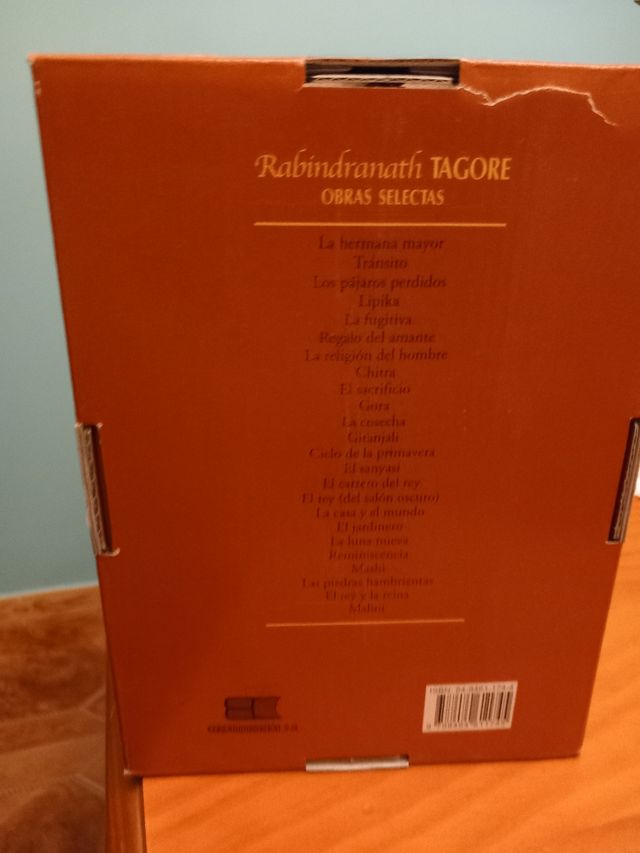 Rabindranath TAGORE
OBRAS SELECTAS
La hermana mayor
Tránsito
Los pájaros perdidos
Lipika
La fugitiva
Regalo del amante
La religión del hombre
Chitra
El sacrificio
Gora
La cosecha
Gitanjali
Ciclo de la primavera
El sanyasi
El cartero del rey
El rey (del salón oscuro)
La casa y el mundo
El jardinero
La luna nueva
Reminiscencia
Mashi
Las piedras hambrientas
El rey y la reina
Malini
ISBN